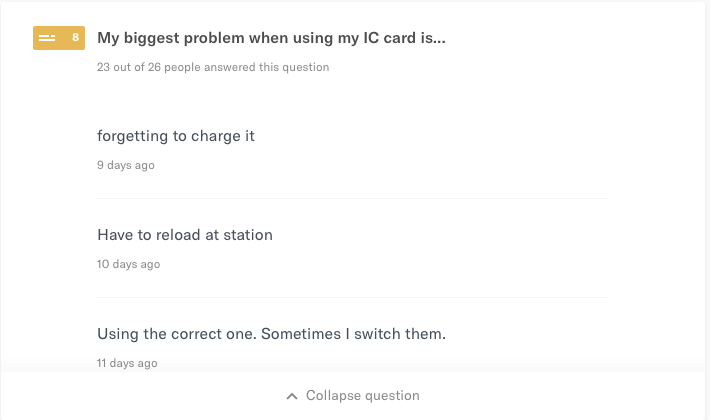 8 My biggest problem when using my IC card is...
23 out of 26 people answered this question
forgetting to charge it
9 days ago
Have to reload at station
10 days ago
Using the correct one. Sometimes I switch them.
11 days ago
Collapse question